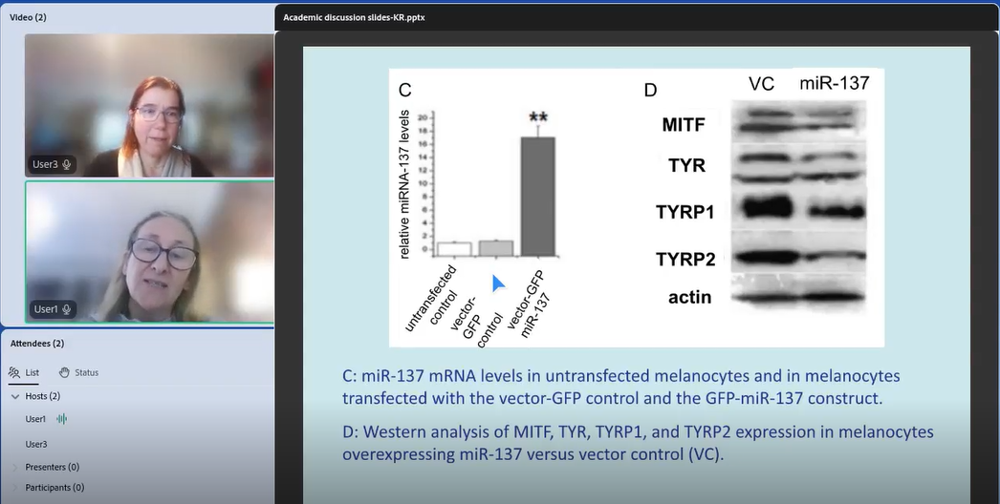 Video (2)
User3
User1
Attendees (2)
List
Status
Hosts (2)
User1
User3
Presenters (0)
Participants (0)
Academic discussion slides-KR.pptx
C
relative miRNA-137 levels
20
18
16
14
12
10
8
6
4
2
0
**
untransfected
control
vector-
GFP
control
vector-GFP
miR-137
D
VC miR-137
MITF
TYR
TYRP1
TYRP2
actin
C: miR-137 mRNA levels in untransfected melanocytes and in melanocytes
transfected with the vector-GFP control and the GFP-miR-137 construct.
D: Western analysis of MITF, TYR, TYRP1, and TYRP2 expression in melanocytes
overexpressing miR-137 versus vector control (VC).